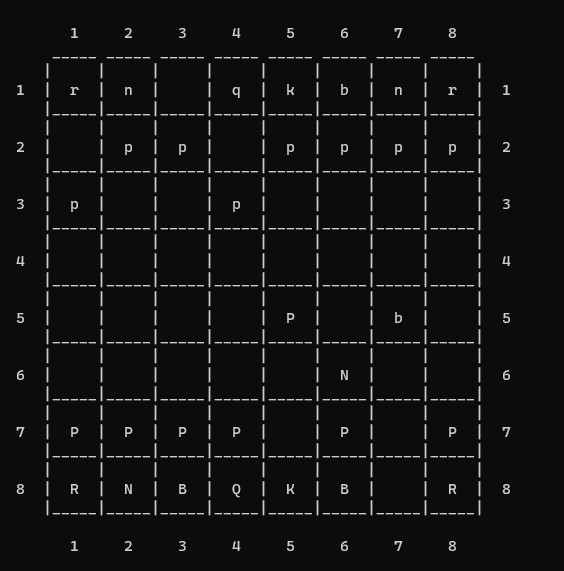 1 2 3 4 5 6 7 8
1 r n q k b n r 1
2 p p p p p p 2
3 p p 3
4 4
5 P b 5
6 N 6
7 P P P P P P 7
8 R N B Q K B R 8
1 2 3 4 5 6 7 8